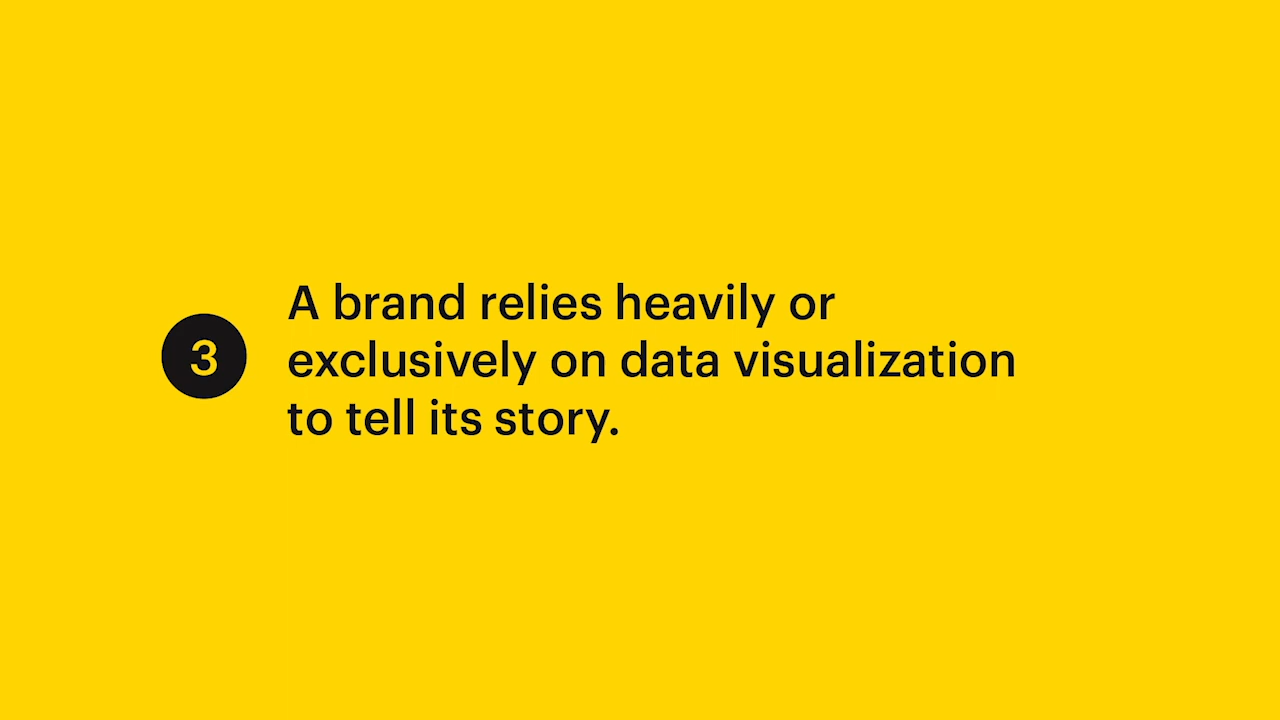 3
A brand relies heavily or
exclusively on data visualization
to tell its story.